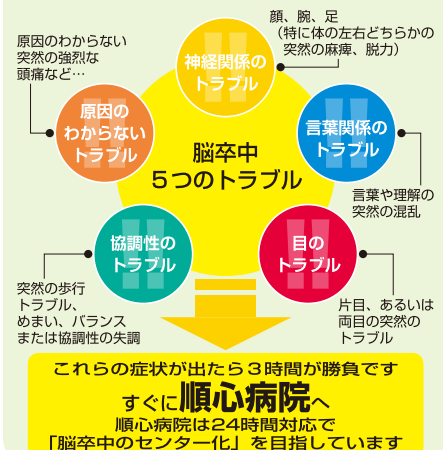 顔、腕、足
（特に体の左右どちらかの
突然の麻痺、脱力）
原因のわからない
突然の強烈な
頭痛など…
神経関係の
トラブル
原因の
わからない
トラブル
言葉関係の
トラブル
脳卒中
５つのトラブル
言葉や理解の
突然の混乱
協調性の
トラブル
目の
トラブル
突然の歩行
トラブル、
めまい、バランス
または協調性の失調
片目、あるいは
両目の突然の
トラブル
これらの症状が出たら３時間が勝負です
すぐに順心病院へ
順心病院は24時間対応で
「脳卒中のセンター化」を目指しています